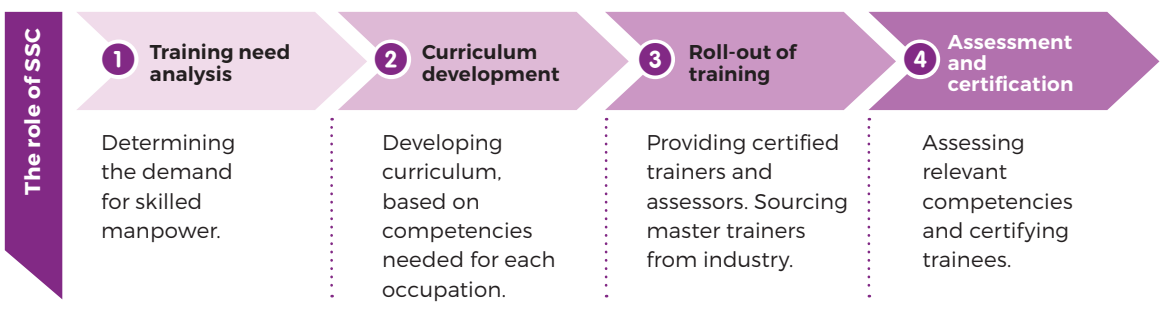 The role of SSC
1 Training need
analysis
Determining
the demand
for skilled
manpower.
2 Curriculum
development
Developing
curriculum,
based on
competencies
needed for each
occupation.
3 Roll-out of
training
Providing certified
trainers and
assessors. Sourcing
master trainers
from industry.
4 Assessment
and
certification
Assessing
relevant
competencies
and certifying
trainees.